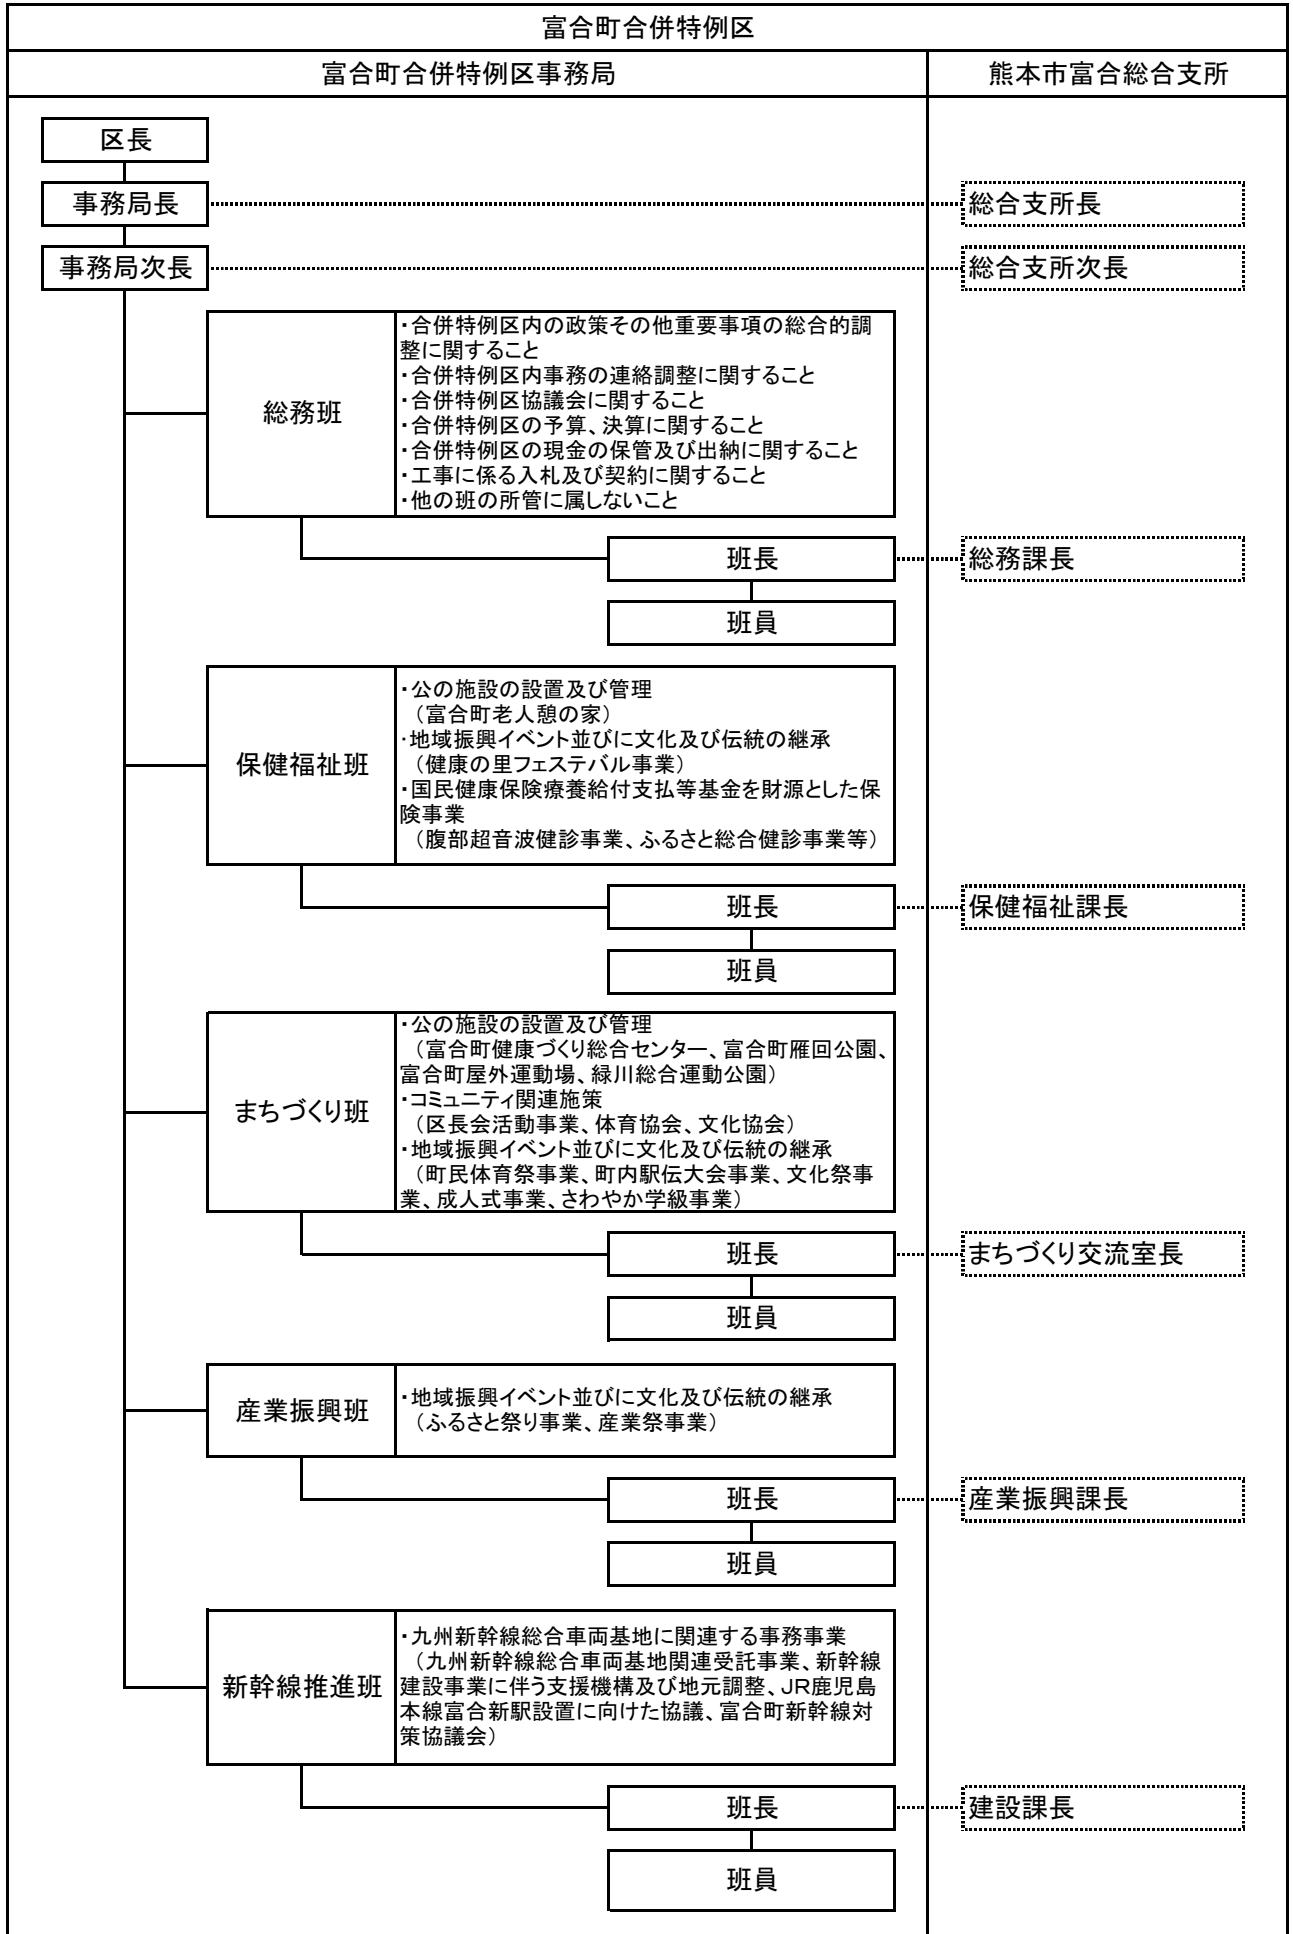 富合町合併特例区
富合町合併特例区事務局
熊本市富合総合支所
区長
事務局長
総合支所長
事務局次長
総合支所次長
総務班
・合併特例区内の政策その他重要事項の総合的調
整に関すること
・合併特例区内事務の連絡調整に関すること
・合併特例区協議会に関すること
・合併特例区の予算、決算に関すること
・合併特例区の現金の保管及び出納に関すること
・工事に係る入札及び契約に関すること
・他の班の所管に属しないこと
班長
総務課長
班員
保健福祉班
・公の施設の設置及び管理
（富合町老人憩の家）
・地域振興イベント並びに文化及び伝統の継承
（健康の里フェステバル事業）
・国民健康保険療養給付支払等基金を財源とした保
険事業
（腹部超音波健診事業、ふるさと総合健診事業等）
班長
保健福祉課長
班員
まちづくり班
・公の施設の設置及び管理
（富合町健康づくり総合センター、富合町雁回公園、
富合町屋外運動場、緑川総合運動公園）
・コミュニティ関連施策
（区長会活動事業、体育協会、文化協会）
・地域振興イベント並びに文化及び伝統の継承
（町民体育祭事業、町内駅伝大会事業、文化祭事
業、成人式事業、さわやか学級事業）
班長
まちづくり交流室長
班員
産業振興班
・地域振興イベント並びに文化及び伝統の継承
（ふるさと祭り事業、産業祭事業）
班長
産業振興課長
班員
新幹線推進班
・九州新幹線総合車両基地に関連する事務事業
（九州新幹線総合車両基地関連受託事業、新幹線
建設事業に伴う支援機構及び地元調整、JR鹿児島
本線富合新駅設置に向けた協議、富合町新幹線対
策協議会）
班長
建設課長
班員